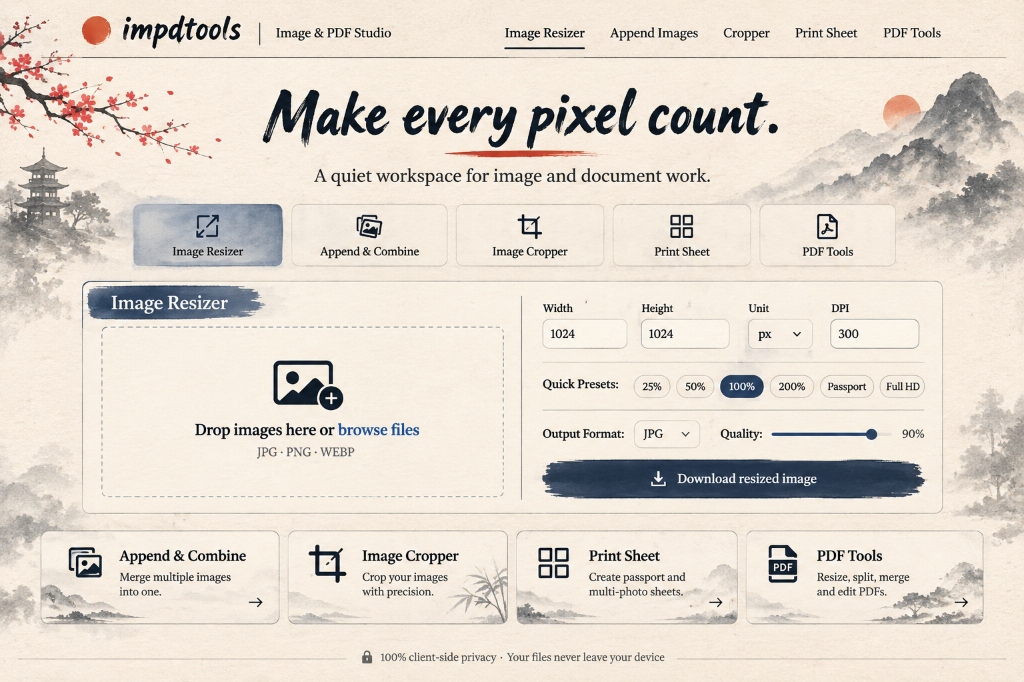 impdtools
Image & PDF Studio
Image Resizer
Append Images
Cropper
Print Sheet
PDF Tools
Make every pixel count.
A quiet workspace for image and document work.
Image Resizer
Append & Combine
Image Cropper
Print Sheet
PDF Tools
Image Resizer
Drop images here or browse files
JPG · PNG · WEBP
Width
Height
Unit
DPI
1024
1024
px
300
Quick Presets:
25%
50%
100%
200%
Passport
Full HD
Output Format:
JPG
Quality:
90%
Download resized image
Append & Combine
Merge multiple images
into one.
Image Cropper
Crop your images
with precision.
Print Sheet
Create passport and
multi-photo sheets.
PDF
PDF Tools
Resize, split, merge
and edit PDFs.
100% client-side privacy · Your files never leave your device